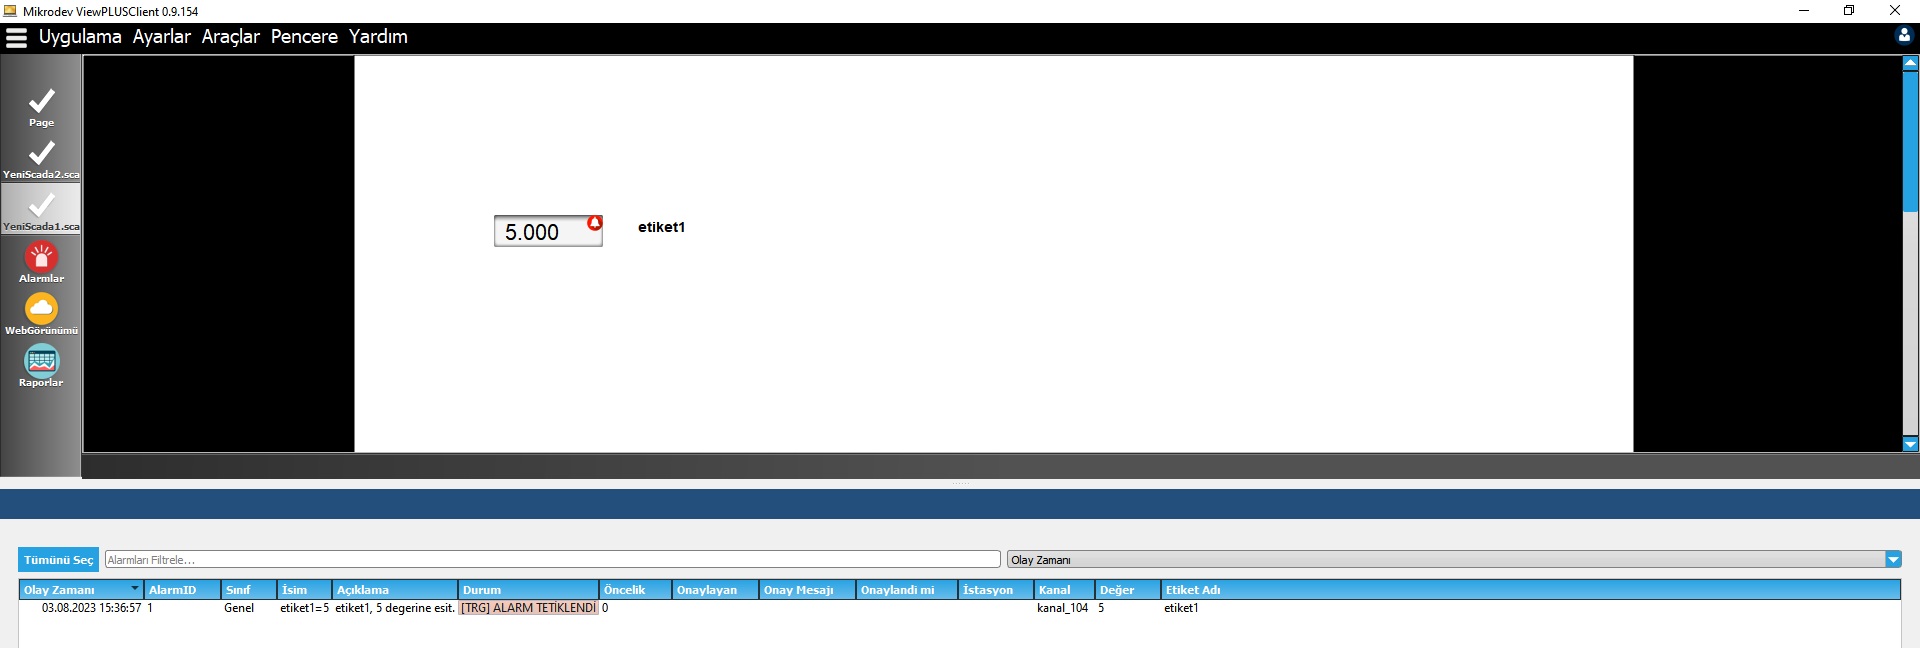 Mikrodev ViewPLUSClient 0.9.154
Uygulama Ayarlar Araçlar Pencere Yardım
Page
YeniScada2.sca
YeniScada1.sca
Alarmlar
WebGörünümü
Raporlar
5.000 etiket1
Tümünü Seç Alarmları Filtrele... Olay Zamanı
Olay Zamanı AlarmID Sınıf İsim Açıklama Durum Öncelik Onaylayan Onay Mesajı Onaylandi mi İstasyon Kanal Değer Etiket Adı
03.08.2023 15:36:57 1 Genel etiket1=5 etiket1, 5 degerine esit. [TRG] ALARM TETİKLENDİ 0 kanal_104 5 etiket1